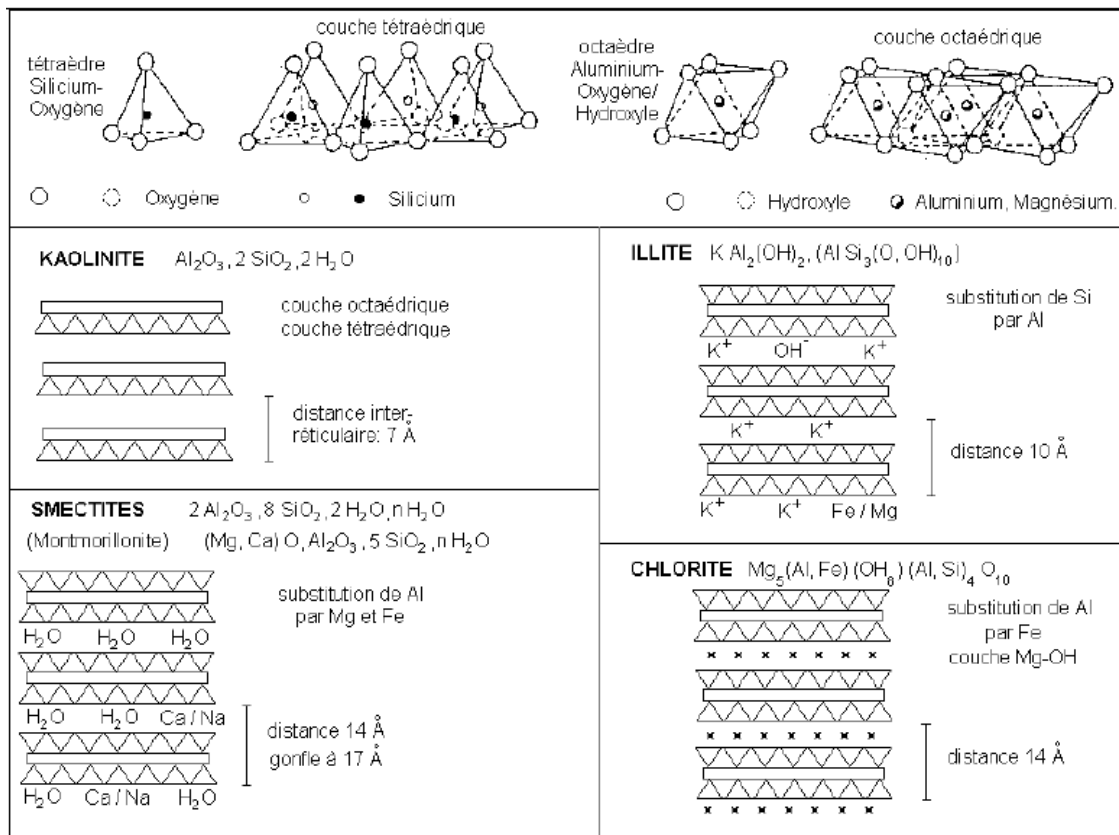 couche tétraédrique
tétraèdre
Silicium-
Oxygène
octaèdre
Aluminium-
Oxygène/
Hydroxyle
couche octaédrique
Oxygène
Silicium
Hydroxyle
Aluminium, Magnésium.
KAOLINITE Al₂O₃, 2 SiO₂, 2 H₂O
couche octaédrique
couche tétraédrique
distance inter-
réticulaire: 7 Å
ILLITE K Al₂[OH)₂, (Al Si₃(O, OH)₁₀]
substitution de Si
par Al
K⁺ OH⁻ K⁺
K⁺ K⁺
distance 10 Å
K⁺ K⁺ Fe / Mg
SMECTITES 2 Al₂O₃, 8 SiO₂, 2 H₂O, n H₂O
(Montmorillonite) (Mg, Ca) O, Al₂O₃, 5 SiO₂, n H₂O
substitution de Al
par Mg et Fe
H₂O H₂O H₂O
H₂O H₂O Ca / Na
distance 14 Å
gonfle à 17 Å
H₂O Ca / Na H₂O
CHLORITE Mg₅(Al, Fe) (OH₈) (Al, Si)₄ O₁₀
substitution de Al
par Fe
couche Mg-OH
distance 14 Å